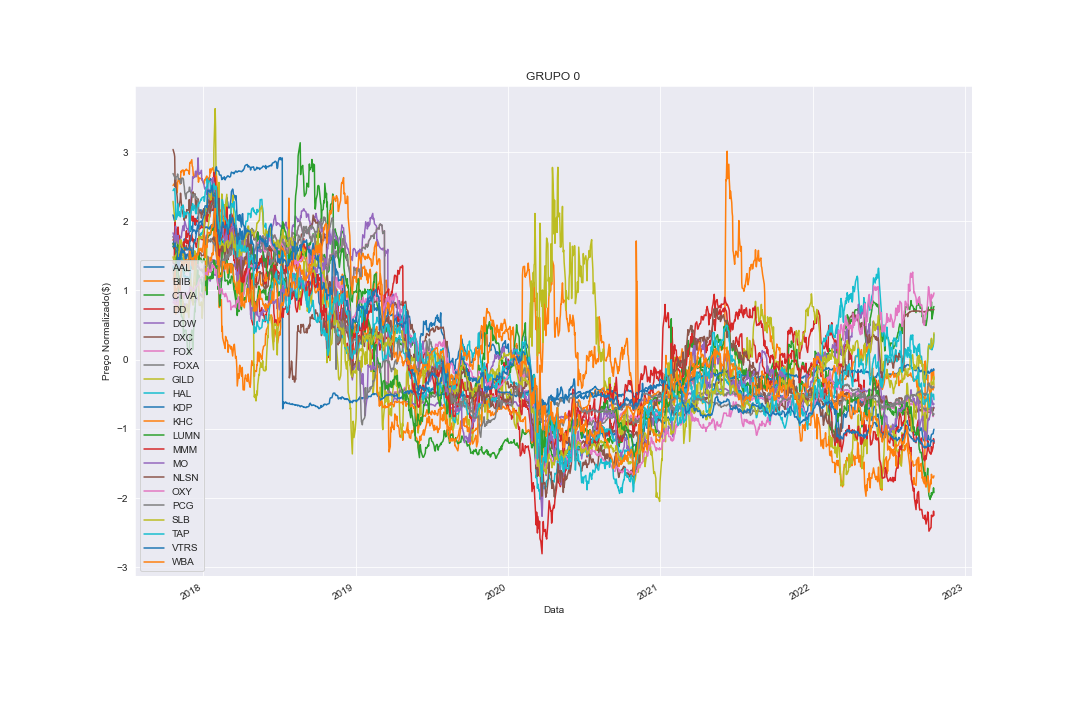 GRUPO 0
Preço Normalizado($)
3
2
1
0
−1
−2
−3
AAL
BIIB
CTVA
DD
DOW
DXC
FOX
FOXA
GILD
HAL
KDP
KHC
LUMN
MMM
MO
NLSN
OXY
PCG
SLB
TAP
VTRS
WBA
2018
2019
2020
2021
2022
2023
Data